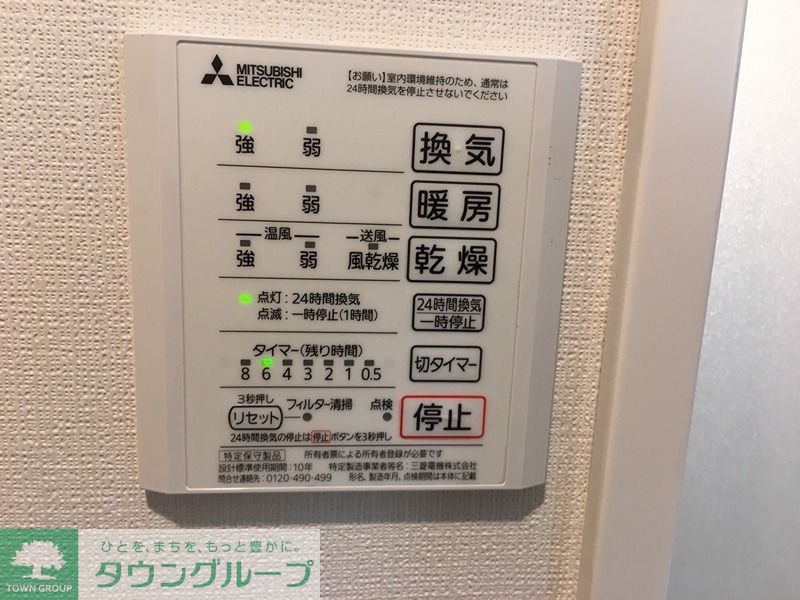 MITSUBISHI
ELECTRIC
【お願い】室内環境維持のため、通常は
24時間換気を停止させないでください
強 弱 換気
強 弱 暖房
温風 送風
強 弱 風乾燥 乾燥
点灯：24時間換気
点滅：一時停止(1時間)
24時間換気
一時停止
タイマー(残り時間)
8 6 4 3 2 1 0.5
切タイマー
3秒押し
リセット フィルター清掃 点検 停止
24時間換気の停止は停止ボタンを3秒押し
特定保守製品 所有者票による所有者登録が必要です
設計標準使用期間：10年 特定製造事業者等名：三菱電機株式会社
問合せ連絡先：0120-490-499 形名、製造年月、点検期間は本体に記載
ひとを、まちを、もっと豊かに。
タウングループ
TOWN GROUP